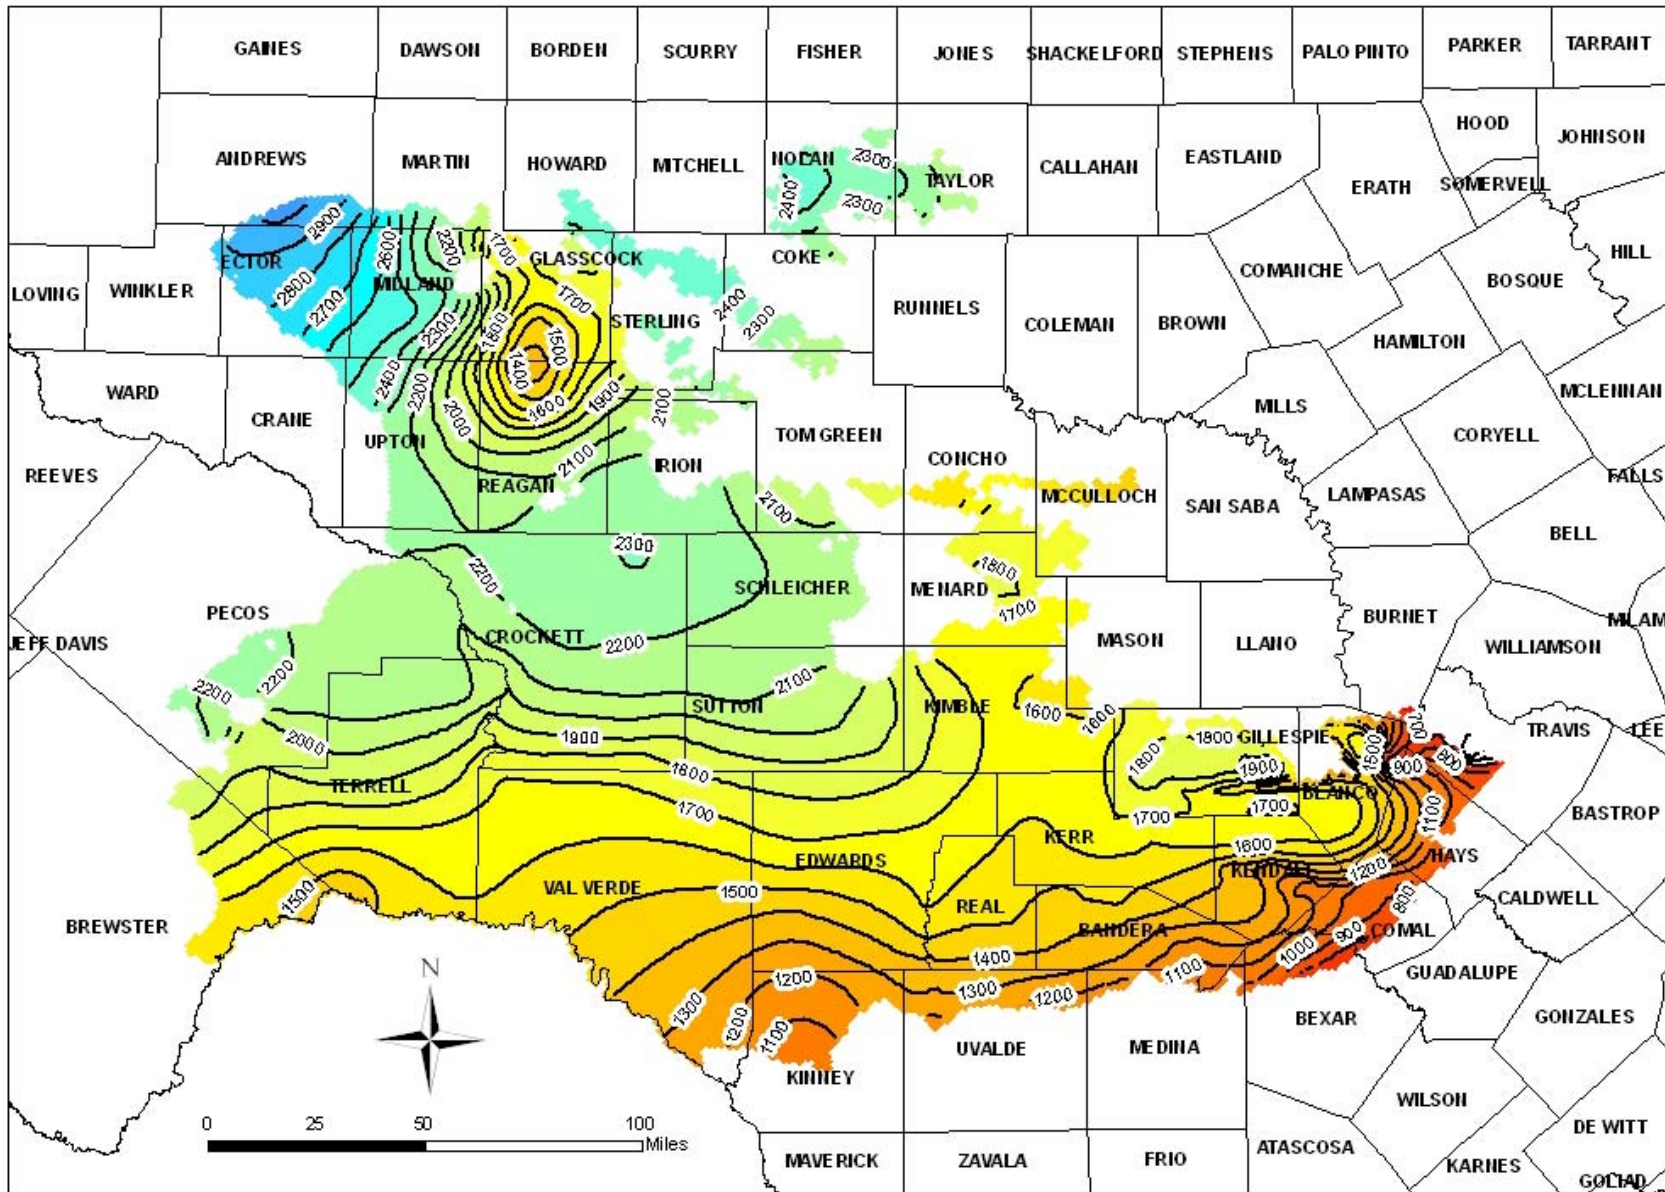 GAINES
DAWSON
BORDEN
SCURRY
FISHER
JONES
SHACKELFORD
STEPHENS
PALO PINTO
PARKER
TARRANT
ANDREWS
MARTIN
HOWARD
MITCHELL
NOLAN
2300
TAYLOR
2400
2300
CALLAHAN
EASTLAND
ERATH
HOOD
SOMERVELL
JOHNSON
2900
ECTOR
2800
2700
2600
MIDLAND
2200
1700
GLASSCOCK
1700
COKE
COMANCHE
BOSQUE
HILL
LOVING
WINKLER
2300
1800
1500
1400
STERLING
2400
2300
RUNNELS
COLEMAN
BROWN
HAMILTON
WARD
CRANE
2400
2200
2000
1600
1900
2100
MILLS
MCLENNAN
REEVES
UPTON
REAGAN
2100
IRION
TOM GREEN
CONCHO
MCCULLOCH
SAN SABA
LAMPASAS
CORYELL
FALLS
BELL
2300
2200
SCHLEICHER
MENARD
1800
1700
PECOS
CROCKETT
2200
MASON
LLANO
BURNET
WILLIAMSON
MILAM
JEFF DAVIS
2200
2200
2100
SUTTON
KIMBLE
1600
1600
2000
1900
1800
1800
GILLESPIE
1900
1500
700
900
800
TRAVIS
LEE
TERRELL
1700
1700
1700
BLANCO
1100
BASTROP
EDWARDS
KERR
1600
KENDALL
1200
HAYS
1500
VAL VERDE
1500
REAL
BANDERA
800
COMAL
CALDWELL
BREWSTER
1400
1100
1000
900
GUADALUPE
N
1300
1200
1200
1100
1300
1200
BEXAR
GONZALES
KINNEY
UVALDE
MEDINA
WILSON
0 25 50 100
Miles
MAVERICK
ZAVALA
FRIO
ATASCOSA
KARNES
DE WITT
GOLIAD